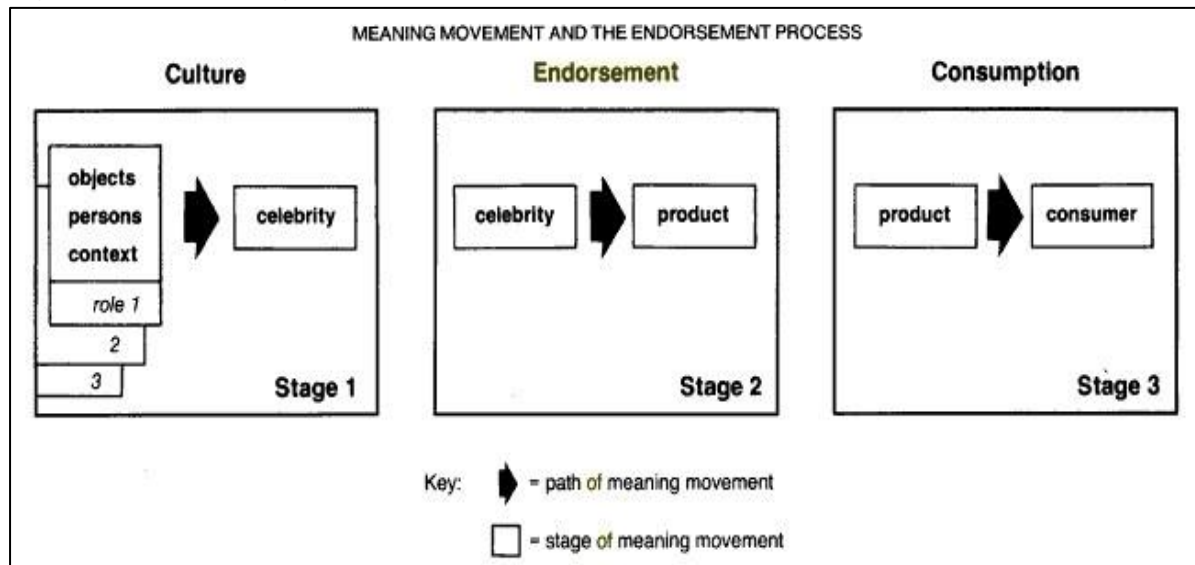 MEANING MOVEMENT AND THE ENDORSEMENT PROCESS
Culture
Endorsement
Consumption
objects
persons
context
role 1
2
3
celebrity
Stage 1
celebrity
product
Stage 2
product
consumer
Stage 3
Key:
= path of meaning movement
= stage of meaning movement